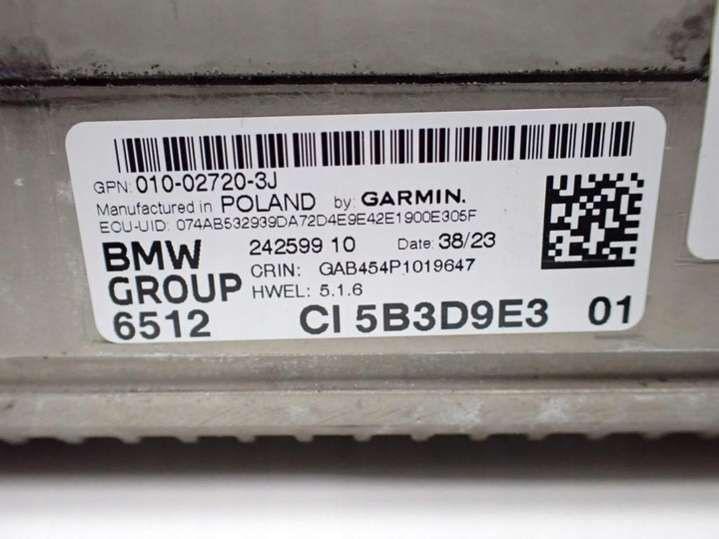 GPN: 010-02720-3J
Manufactured in POLAND by: GARMIN.
ECU-UID: 074AB532939DA72D4E9E42E1900E305F
BMW 242599 10 Date: 38/23
GROUP CRIN: GAB454P1019647
HWEL: 5.1.6
6512 CI 5B3D9E3 01